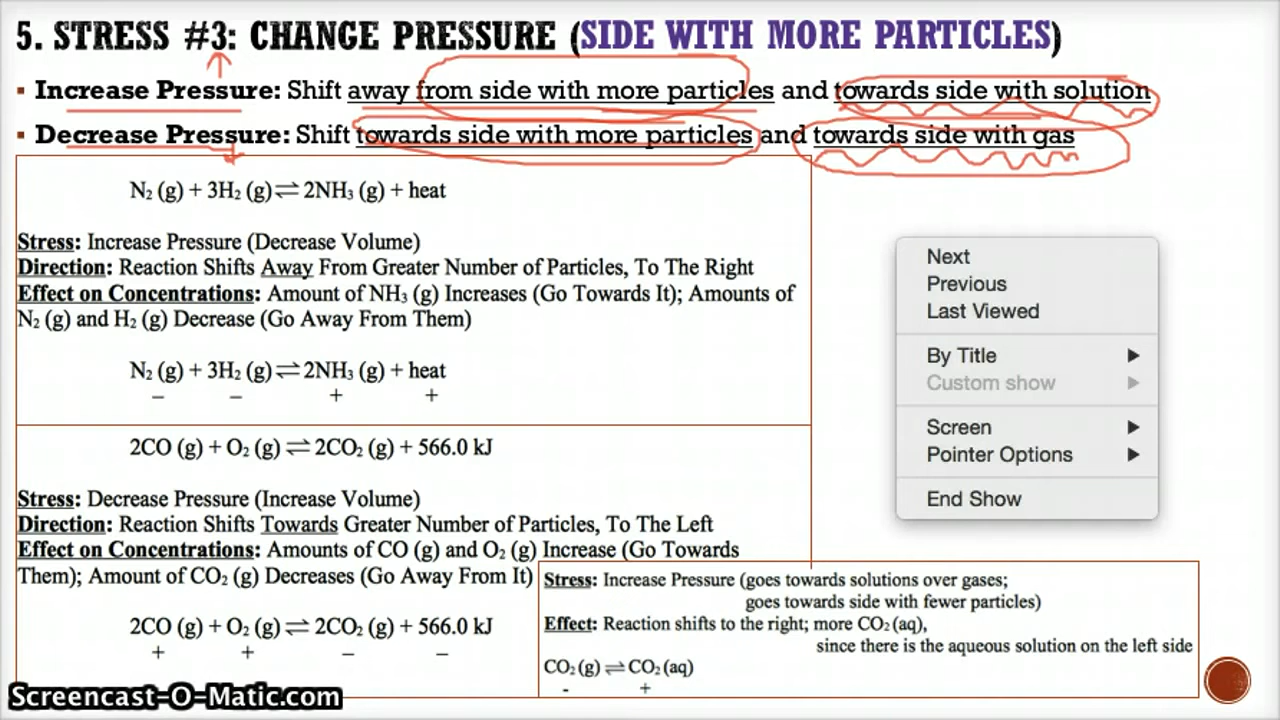 5. STRESS #3: CHANGE PRESSURE (SIDE WITH MORE PARTICLES)
▪ Increase Pressure: Shift away from side with more particles and towards side with solution
▪ Decrease Pressure: Shift towards side with more particles and towards side with gas
N₂ (g) + 3H₂ (g) ⇌ 2NH₃ (g) + heat
Stress: Increase Pressure (Decrease Volume)
Direction: Reaction Shifts Away From Greater Number of Particles, To The Right
Effect on Concentrations: Amount of NH₃ (g) Increases (Go Towards It); Amounts of
N₂ (g) and H₂ (g) Decrease (Go Away From Them)
N₂ (g) + 3H₂ (g) ⇌ 2NH₃ (g) + heat
– – + +
2CO (g) + O₂ (g) ⇌ 2CO₂ (g) + 566.0 kJ
Stress: Decrease Pressure (Increase Volume)
Direction: Reaction Shifts Towards Greater Number of Particles, To The Left
Effect on Concentrations: Amounts of CO (g) and O₂ (g) Increase (Go Towards
Them); Amount of CO₂ (g) Decreases (Go Away From It)
2CO (g) + O₂ (g) ⇌ 2CO₂ (g) + 566.0 kJ
+ + – –
Stress: Increase Pressure (goes towards solutions over gases;
goes towards side with fewer particles)
Effect: Reaction shifts to the right; more CO₂ (aq),
since there is the aqueous solution on the left side
CO₂ (g) ⇌ CO₂ (aq)
- +
Next
Previous
Last Viewed
By Title
Custom show
Screen
Pointer Options
End Show
Screencast-O-Matic.com